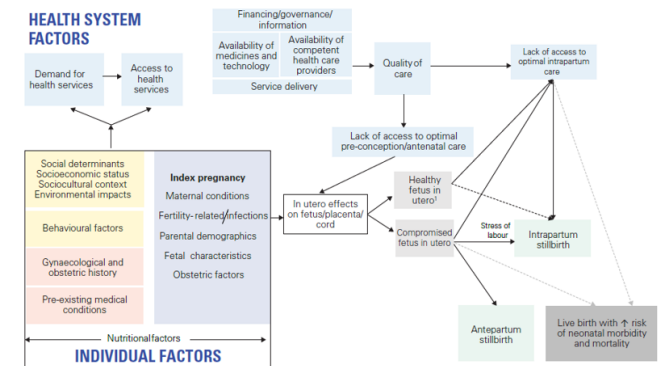 HEALTH SYSTEM
FACTORS
Financing/governance/
information
Availability of
medicines and
technology
Availability of
competent
health care
providers
Service delivery
Demand for
health services
Access to
health
services
Quality of
care
Lack of access to
optimal intrapartum
care
Lack of access to optimal
pre-conception/antenatal care
Social determinants
Socioeconomic status
Sociocultural context
Environmental impacts
Behavioural factors
Gynaecological and
obstetric history
Pre-existing medical
conditions
Index pregnancy
Maternal conditions
Fertility-related/infections
Parental demographics
Fetal characteristics
Obstetric factors
In utero effects
on fetus/placenta/
cord
Healthy
fetus in
utero¹
Compromised
fetus in utero
Stress of
labour
Intrapartum
stillbirth
Antepartum
stillbirth
Live birth with ↑ risk
of neonatal morbidity
and mortality
Nutritional factors
INDIVIDUAL FACTORS